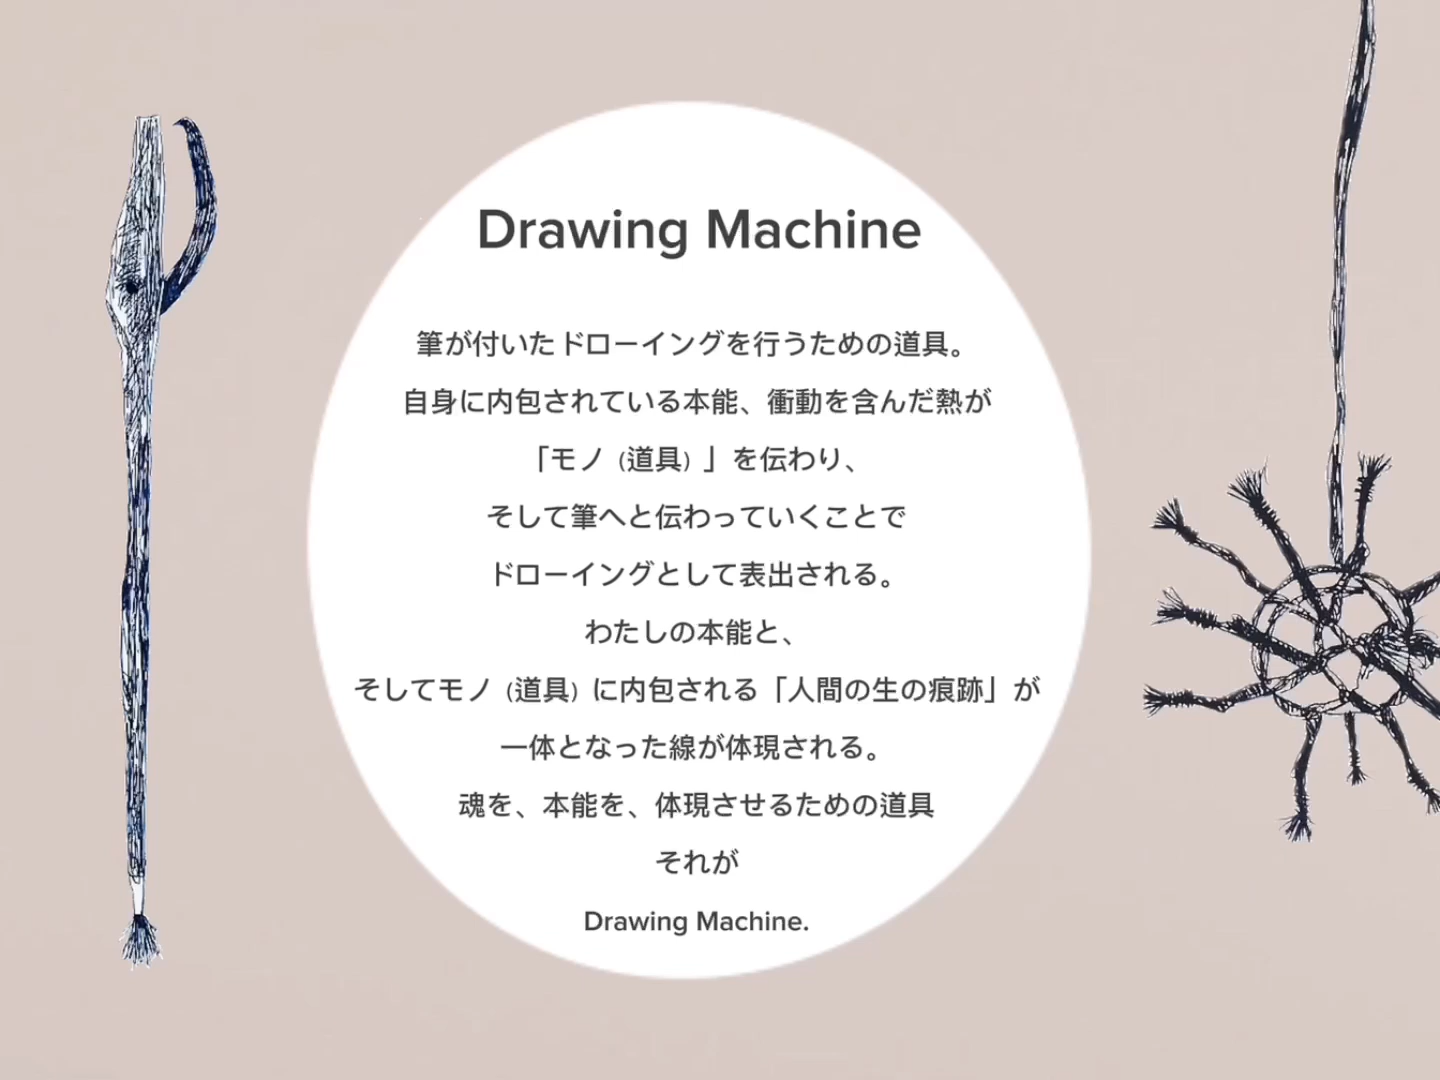 Drawing Machine
筆が付いたドローイングを行うための道具。
自身に内包されている本能、衝動を含んだ熱が
「モノ（道具）」を伝わり、
そして筆へと伝わっていくことで
ドローイングとして表出される。
わたしの本能と、
そしてモノ（道具）に内包される「人間の生の痕跡」が
一体となった線が体現される。
魂を、本能を、体現させるための道具
それが
Drawing Machine.